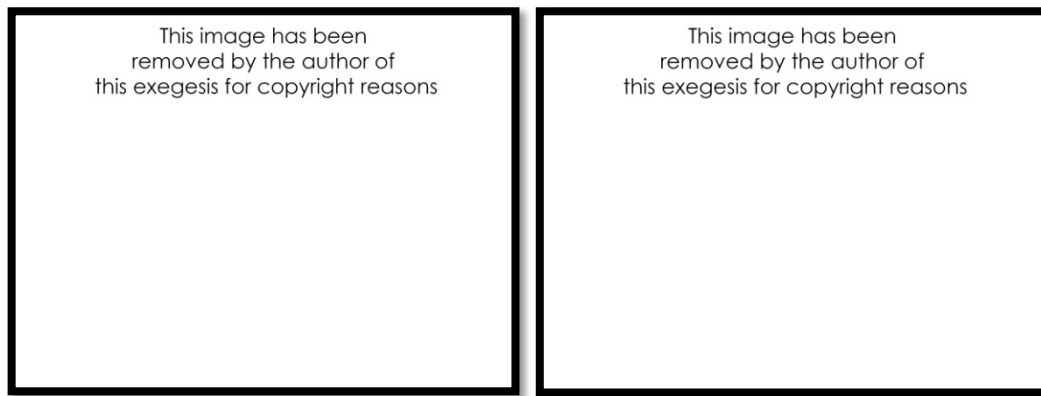 This image has been
removed by the author of
this exegesis for copyright reasons
This image has been
removed by the author of
this exegesis for copyright reasons